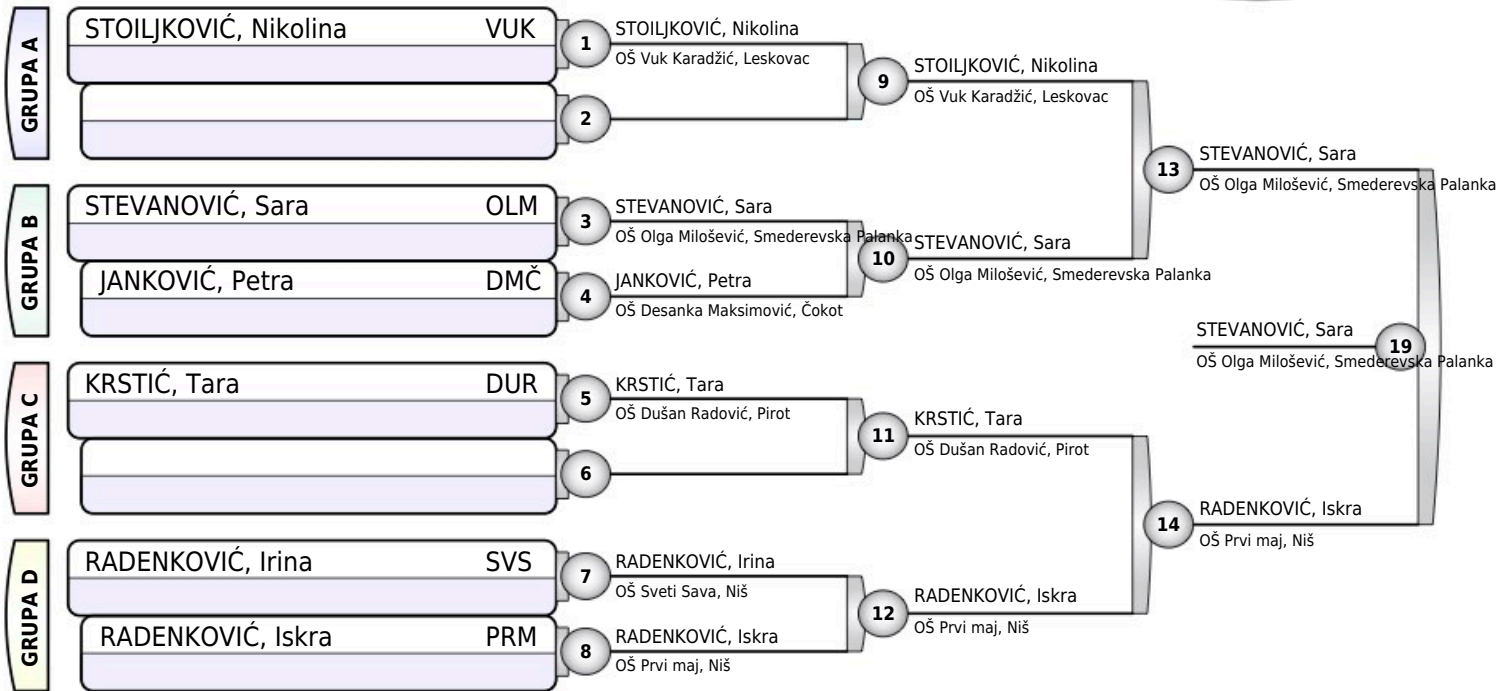 GRUPA A
STOILJKOVIĆ, Nikolina VUK
1
STOILJKOVIĆ, Nikolina
OŠ Vuk Karadžić, Leskovac
2
9
STOILJKOVIĆ, Nikolina
OŠ Vuk Karadžić, Leskovac
GRUPA B
STEVANOVIĆ, Sara OLM
3
STEVANOVIĆ, Sara
OŠ Olga Milošević, Smederevska Palanka
JANKOVIĆ, Petra DMČ
4
JANKOVIĆ, Petra
OŠ Desanka Maksimović, Čokot
10
STEVANOVIĆ, Sara
OŠ Olga Milošević, Smederevska Palanka
13
STEVANOVIĆ, Sara
OŠ Olga Milošević, Smederevska Palanka
GRUPA C
KRSTIĆ, Tara DUR
5
KRSTIĆ, Tara
OŠ Dušan Radović, Pirot
6
11
KRSTIĆ, Tara
OŠ Dušan Radović, Pirot
GRUPA D
RADENKOVIĆ, Irina SVS
7
RADENKOVIĆ, Irina
OŠ Sveti Sava, Niš
RADENKOVIĆ, Iskra PRM
8
RADENKOVIĆ, Iskra
OŠ Prvi maj, Niš
12
RADENKOVIĆ, Iskra
OŠ Prvi maj, Niš
14
RADENKOVIĆ, Iskra
OŠ Prvi maj, Niš
STEVANOVIĆ, Sara
19
OŠ Olga Milošević, Smederevska Palanka